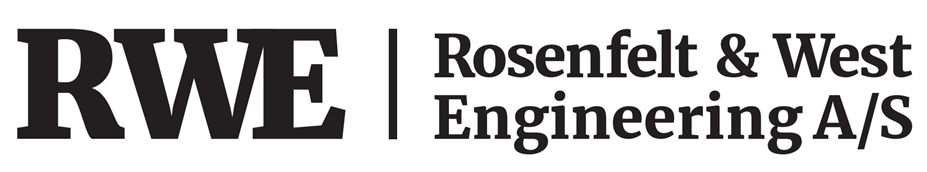 RWE
Rosenfelt & West
Engineering A/S